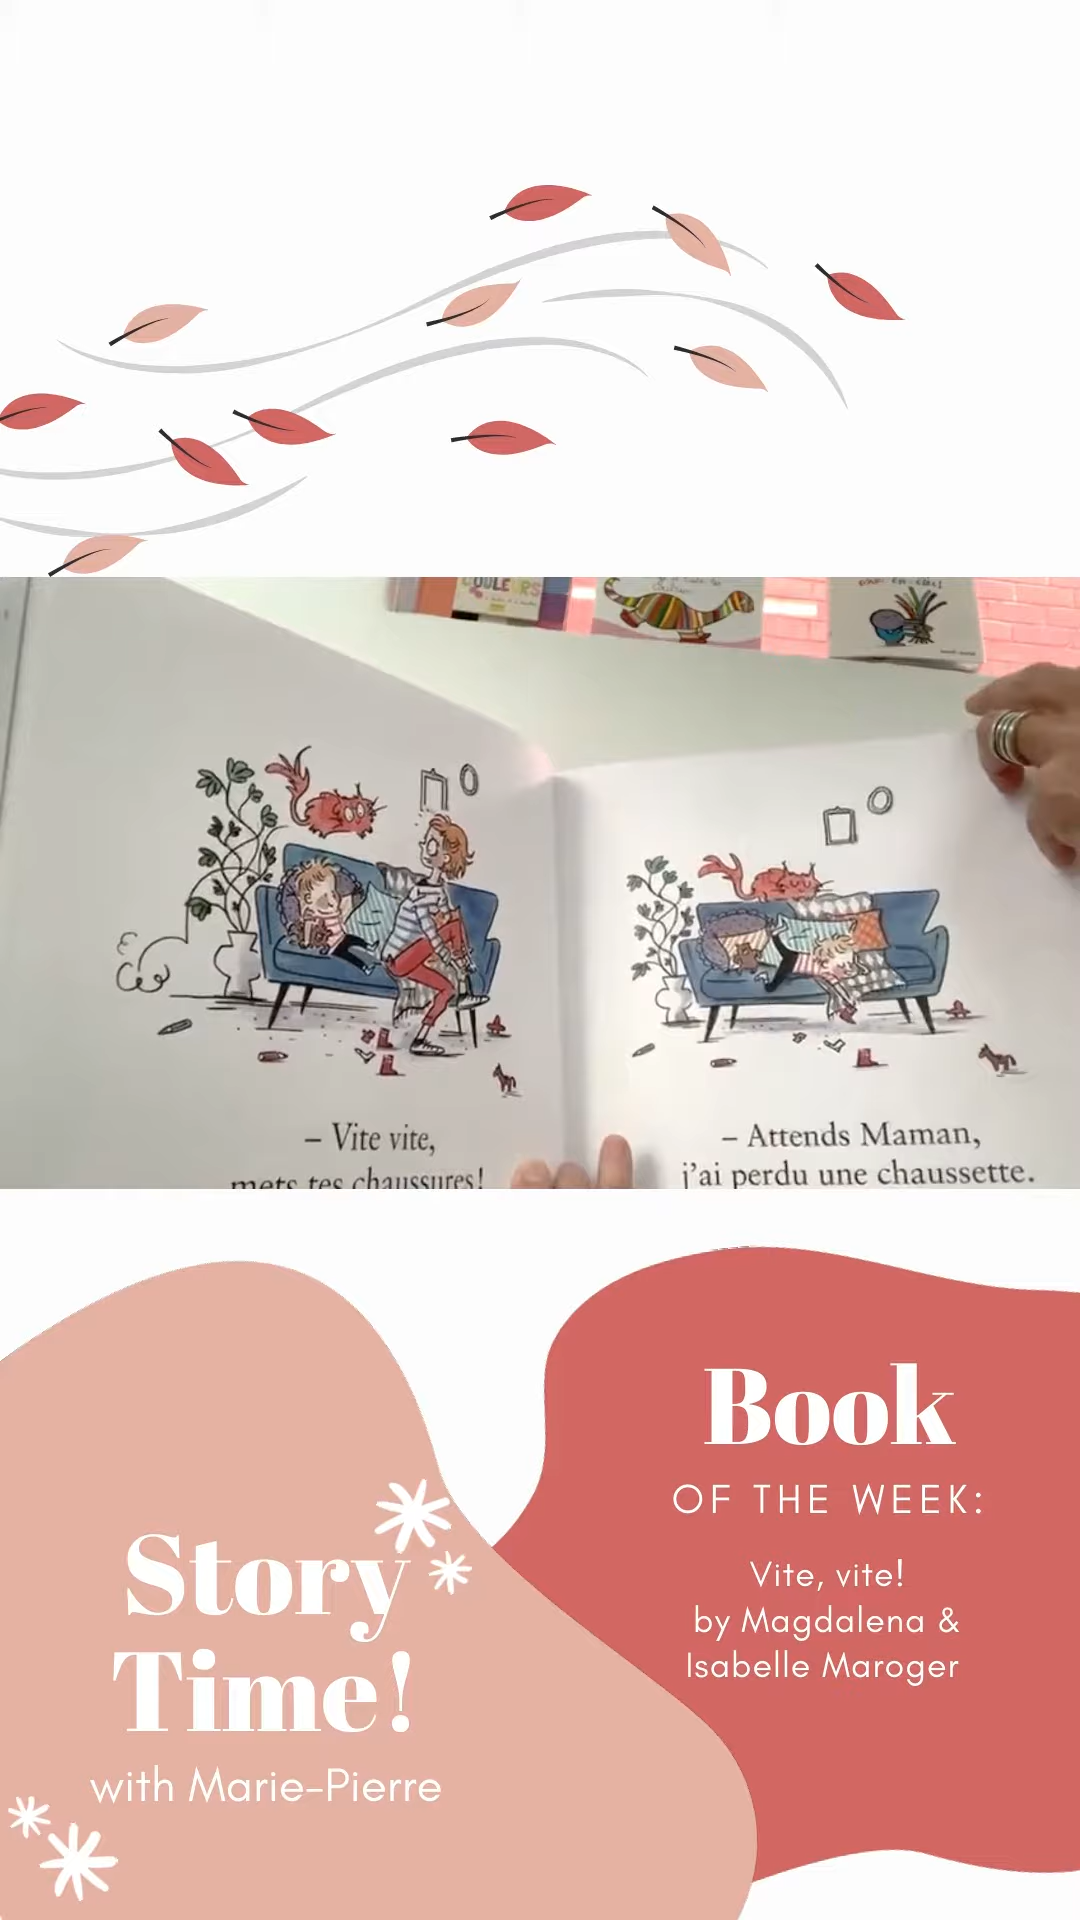 COULEURS
– Vite vite,
mets tes chaussures!
– Attends Maman,
j'ai perdu une chaussette.
Book
OF THE WEEK:
Vite, vite!
by Magdalena &
Isabelle Maroger
Story
Time!
with Marie-Pierre